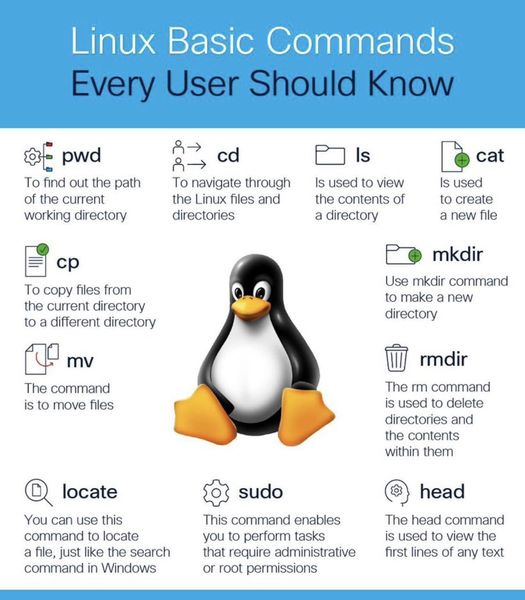 Linux Basic Commands
Every User Should Know
pwd
To find out the path
of the current
working directory
cd
To navigate through
the Linux files and
directories
ls
Is used to view
the contents of
a directory
cat
Is used
to create
a new file
cp
To copy files from
the current directory
to a different directory
mkdir
Use mkdir command
to make a new
directory
mv
The command
is to move files
rmdir
The rm command
is used to delete
directories and
the contents
within them
locate
You can use this
command to locate
a file, just like the search
command in Windows
sudo
This command enables
you to perform tasks
that require administrative
or root permissions
head
The head command
is used to view the
first lines of any text